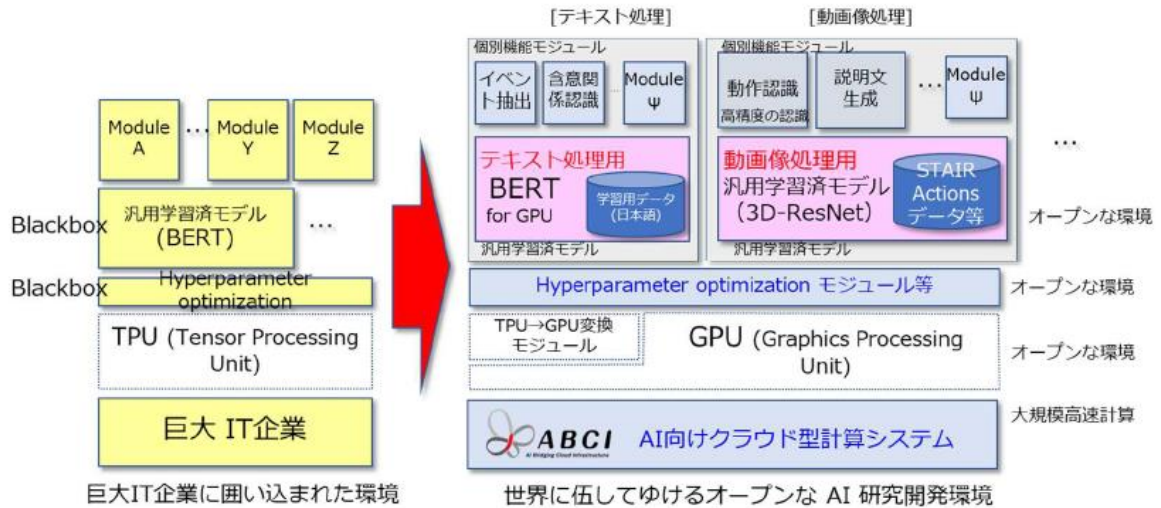 [テキスト処理]
[動画像処理]
個別機能モジュール
イベン
ト抽出
含意関
係認識
...
Module
Ψ
個別機能モジュール
動作認識
高精度の認識
説明文
生成
...
Module
Ψ
...
Module
A
...
Module
Y
Module
Z
テキスト処理用
BERT
for GPU
学習用データ
(日本語)
汎用学習済モデル
動画像処理用
汎用学習済モデル
(3D-ResNet)
STAIR
Actions
データ等
汎用学習済モデル
オープンな環境
Blackbox
汎用学習済モデル
(BERT)
...
Blackbox
Hyperparameter
optimization
Hyperparameter optimization モジュール等
オープンな環境
TPU (Tensor Processing
Unit)
TPU→GPU変換
モジュール
GPU (Graphics Processing
Unit)
オープンな環境
巨大 IT企業
ABCI
AI Bridging Cloud Infrastructure
AI向けクラウド型計算システム
大規模高速計算
巨大IT企業に囲い込まれた環境
世界に伍してゆけるオープンな AI 研究開発環境